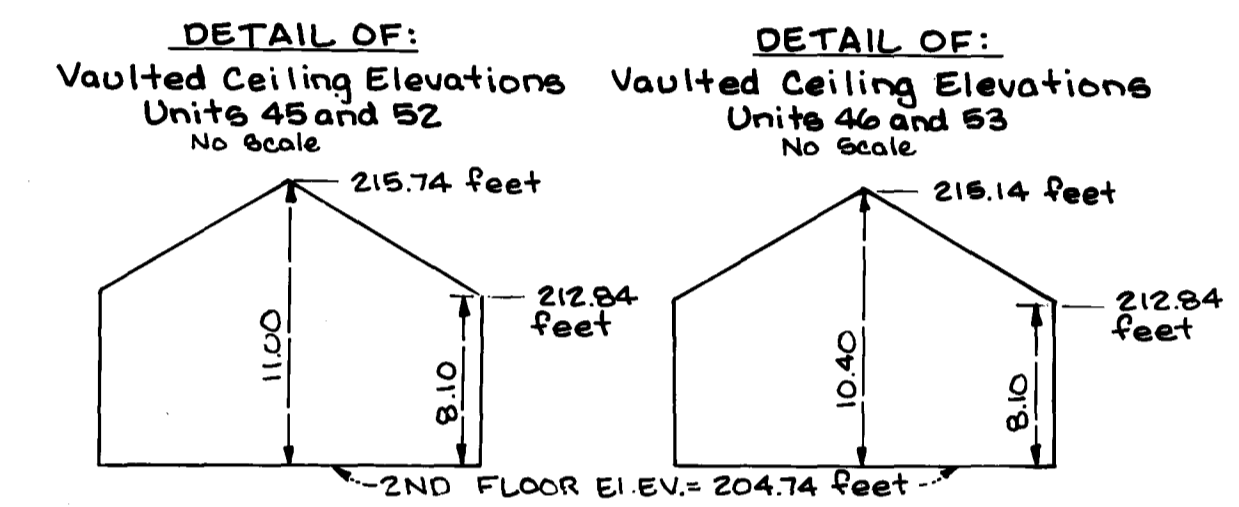 DETAIL OF:
Vaulted Ceiling Elevations
Units 45 and 52
No Scale
215.74 feet
212.84
feet
11.00
8.10
DETAIL OF:
Vaulted Ceiling Elevations
Units 46 and 53
No Scale
215.14 feet
212.84
feet
10.40
8.10
2ND FLOOR El.EV.= 204.74 feet